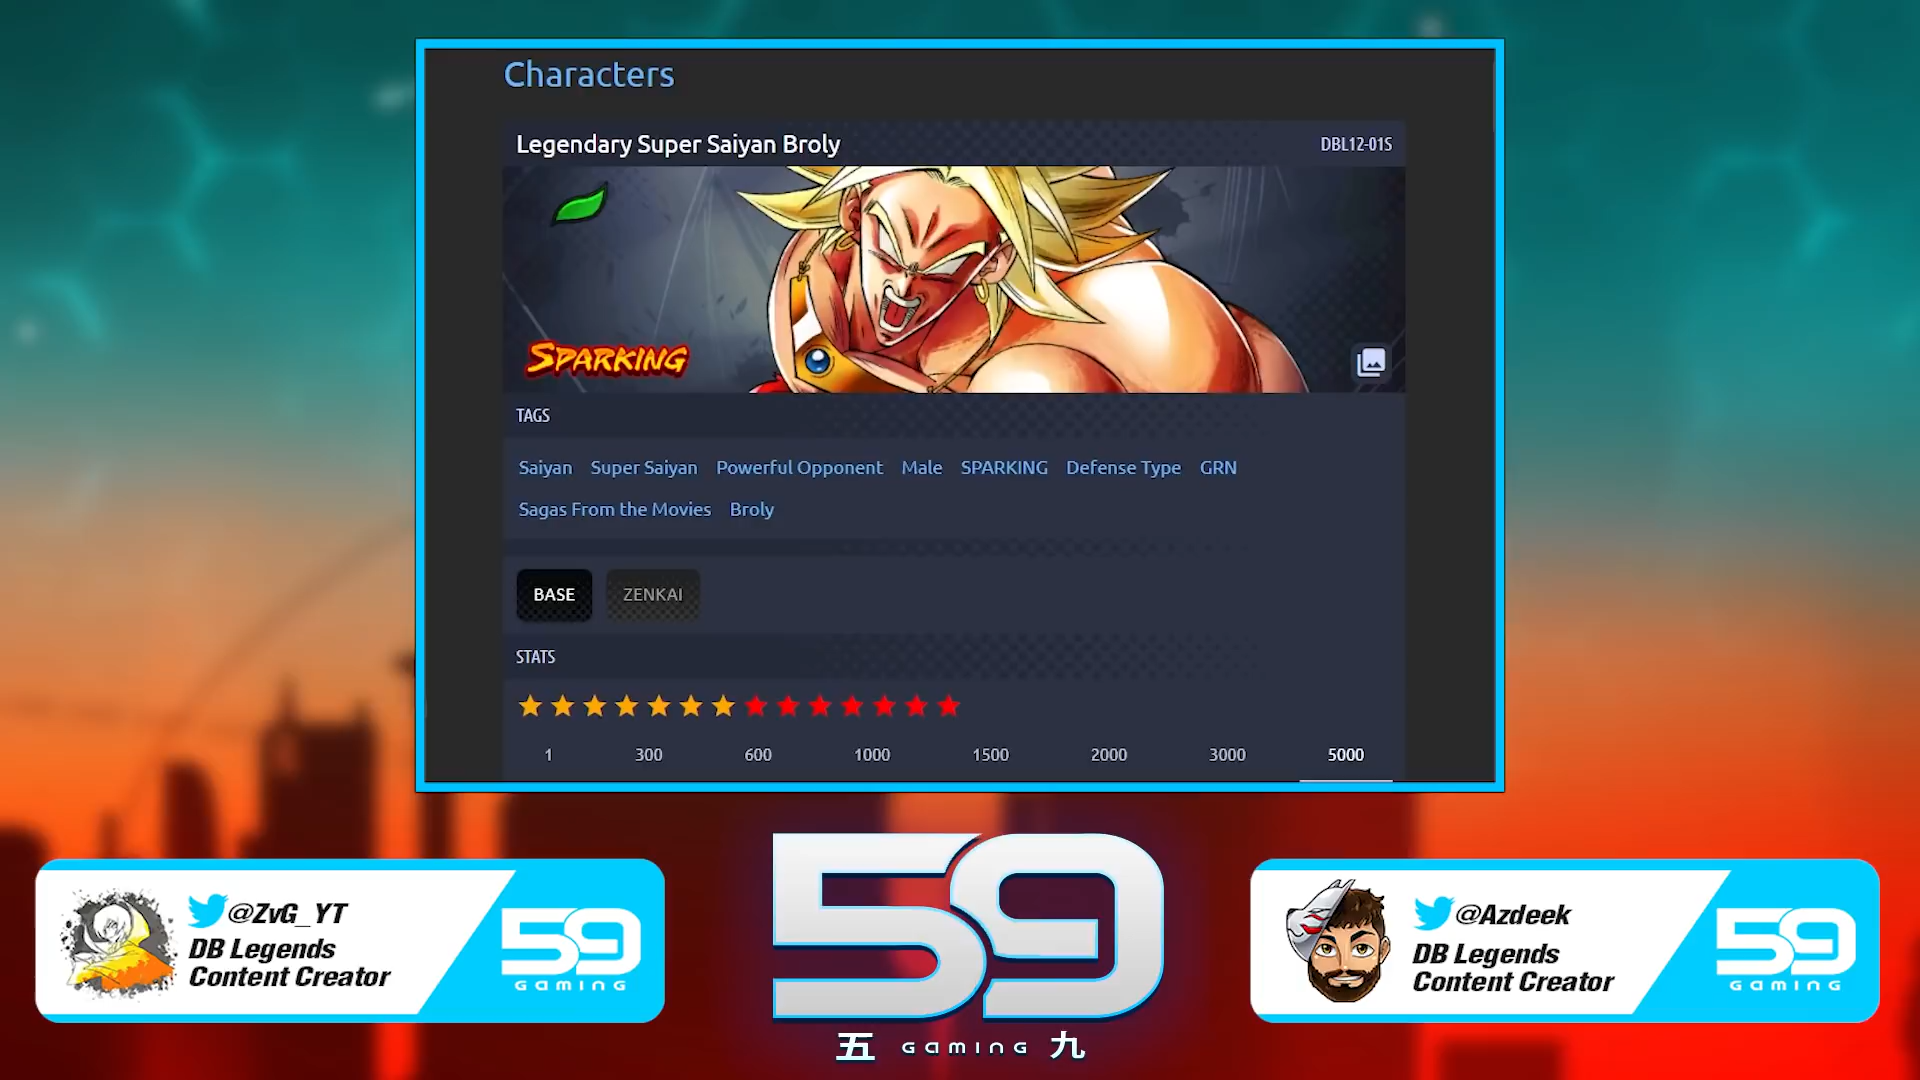 Characters
Legendary Super Saiyan Broly
DBL12-01S
SPARKING
TAGS
Saiyan Super Saiyan Powerful Opponent Male SPARKING Defense Type GRN
Sagas From the Movies Broly
BASE ZENKAI
STATS
1 300 600 1000 1500 2000 3000 5000
@ZvG_YT
DB Legends
Content Creator
59
gaming
59
五 gaming 九
@Azdeek
DB Legends
Content Creator
59
gaming